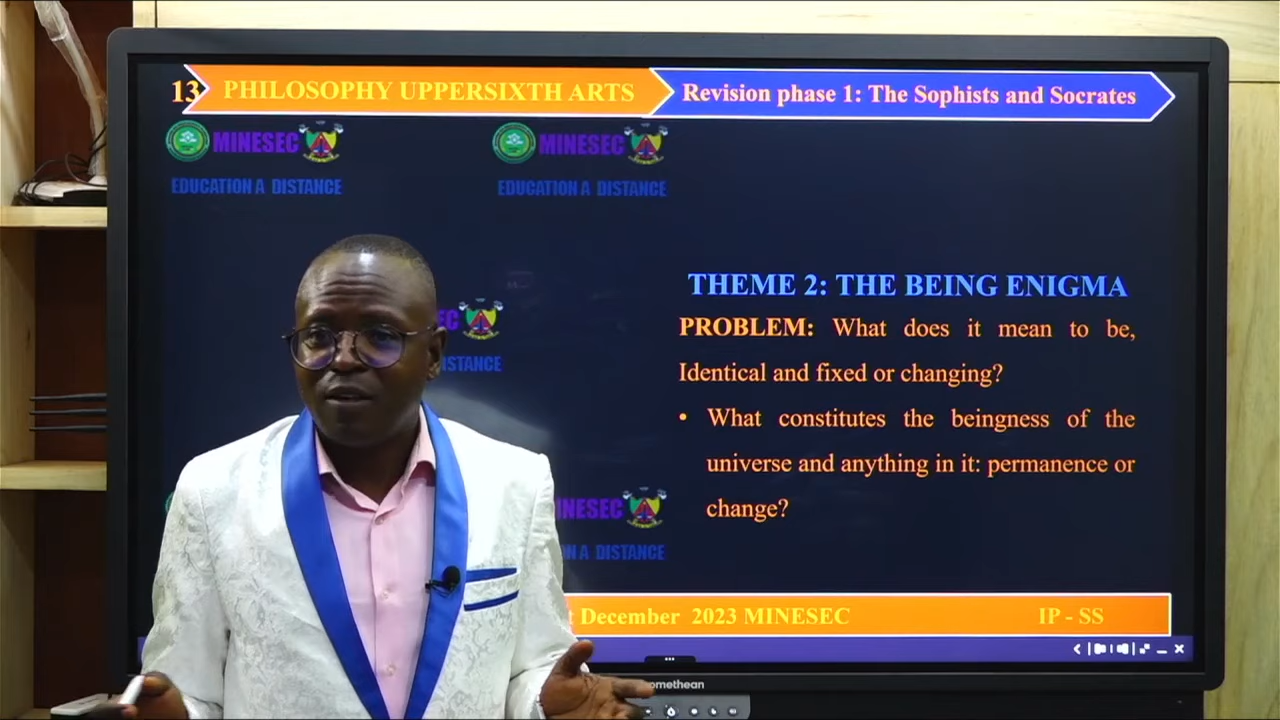 13 PHILOSOPHY UPPERSIXTH ARTS Revision phase 1: The Sophists and Socrates
MINESEC MINESEC
EDUCATION A DISTANCE EDUCATION A DISTANCE
THEME 2: THE BEING ENIGMA
PROBLEM: What does it mean to be,
Identical and fixed or changing?
• What constitutes the beingness of the
universe and anything in it: permanence or
change?
December 2023 MINESEC IP - SS